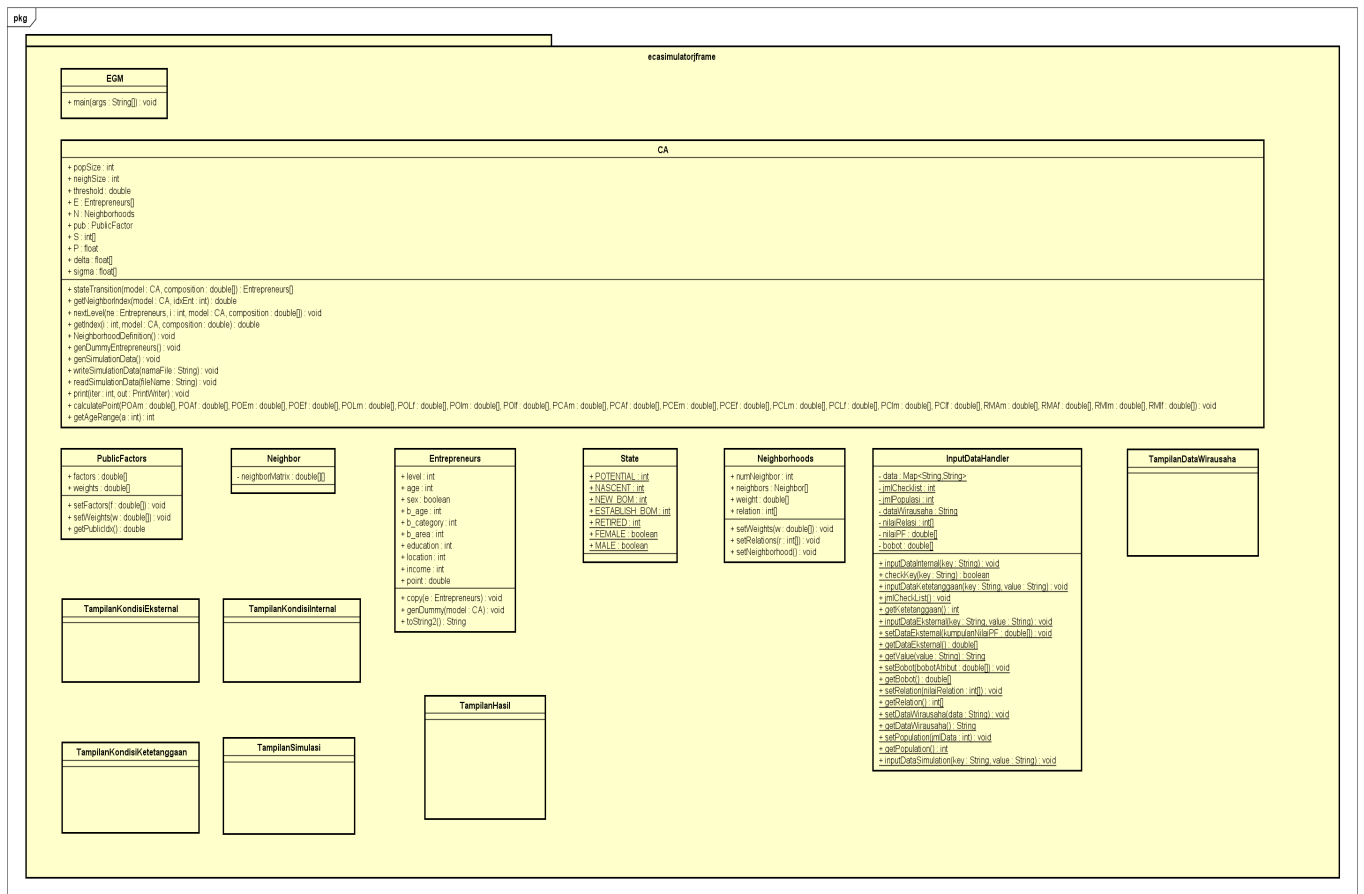 pkg
ecasimulatorjframe
EGM
+ main(args : String[]) : void
CA
+ popSize : int
+ neighSize : int
+ threshold : double
+ E : Entrepreneurs[]
+ N : Neighborhoods
+ pub : PublicFactor
+ S : int[]
+ P : float
+ delta : float[]
+ sigma : float[]
+ stateTransition(model : CA, composition : double[]) : Entrepreneurs[]
+ getNeighborIndex(model : CA, idxEnt : int) : double
+ nextLevel(ne : Entrepreneurs, i : int, model : CA, composition : double[]) : void
+ getIndex(i : int, model : CA, composition : double) : double
+ NeighborhoodDefinition() : void
+ genDummyEntrepreneurs() : void
+ genSimulationData() : void
+ writeSimulationData(namaFile : String) : void
+ readSimulationData(fileName : String) : void
+ print(iter : int, out : PrintWriter) : void
+ calculatePoint(POAm : double[], POAf : double[], POEm : double[], POEf : double[], POLm : double[], POLf : double[], POIm : double[], POIf : double[], PCAm : double[], PCAf : double[], PCEm : double[], PCEf : double[], PCLm : double[], PCLf : double[], PCIm : double[], PCIf : double[], RMAm : double[], RMAf : double[], RMIm : double[], RMIf : double[]) : void
+ getAgeRange(a : int) : int
PublicFactors
+ factors : double[]
+ weights : double[]
+ setFactors(f : double[]) : void
+ setWeights(w : double[]) : void
+ getPublicIdx() : double
Neighbor
- neighborMatrix : double[][]
Entrepreneurs
+ level : int
+ age : int
+ sex : boolean
+ b_age : int
+ b_category : int
+ b_area : int
+ education : int
+ location : int
+ income : int
+ point : double
+ copy(e : Entrepreneurs) : void
+ genDummy(model : CA) : void
+ toString2() : String
State
+ POTENTIAL : int
+ NASCENT : int
+ NEW_BOM : int
+ ESTABLISH_BOM : int
+ RETIRED : int
+ FEMALE : boolean
+ MALE : boolean
Neighborhoods
+ numNeighbor : int
+ neighbors : Neighbor[]
+ weight : double[]
+ relation : int[]
+ setWeights(w : double[]) : void
+ setRelations(r : int[]) : void
+ setNeighborhood() : void
InputDataHandler
- data : Map<String,String>
- jmlChecklist : int
- jmlPopulasi : int
- dataWirausaha : String
- nilaiRelasi : int[]
- nilaiPF : double[]
- bobot : double[]
+ inputDataInternal(key : String) : void
+ checkKey(key : String) : boolean
+ inputDataKetetanggaan(key : String, value : String) : void
+ jmlCheckList() : void
+ getKetetanggaan() : int
+ inputDataEksternal(key : String, value : String) : void
+ setDataEksternal(kumpulanNilaiPF : double[]) : void
+ getDataEksternal() : double[]
+ getValue(value : String) : String
+ setBobot(bobotAtribut : double[]) : void
+ getBobot() : double[]
+ setRelation(nilaiRelation : int[]) : void
+ getRelation() : int[]
+ setDataWirausaha(data : String) : void
+ getDataWirausaha() : String
+ setPopulation(jmlData : int) : void
+ getPopulation() : int
+ inputDataSimulation(key : String, value : String) : void
TampilanDataWirausaha
TampilanKondisiEksternal
TampilanKondisiInternal
TampilanHasil
TampilanKondisiKetetanggaan
TampilanSimulasi